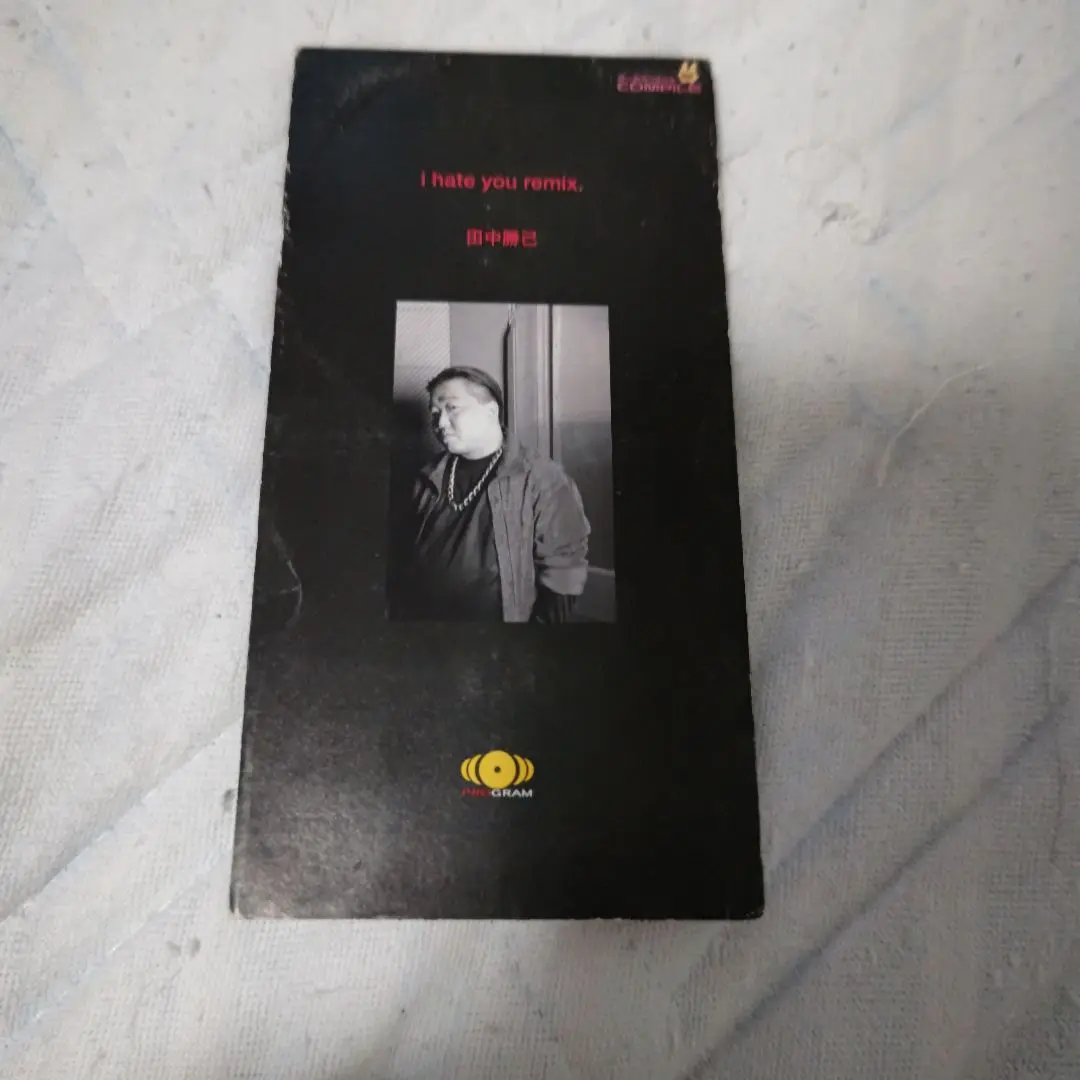 COMPILE
i hate you remix.
田中勝己
PROGRAM